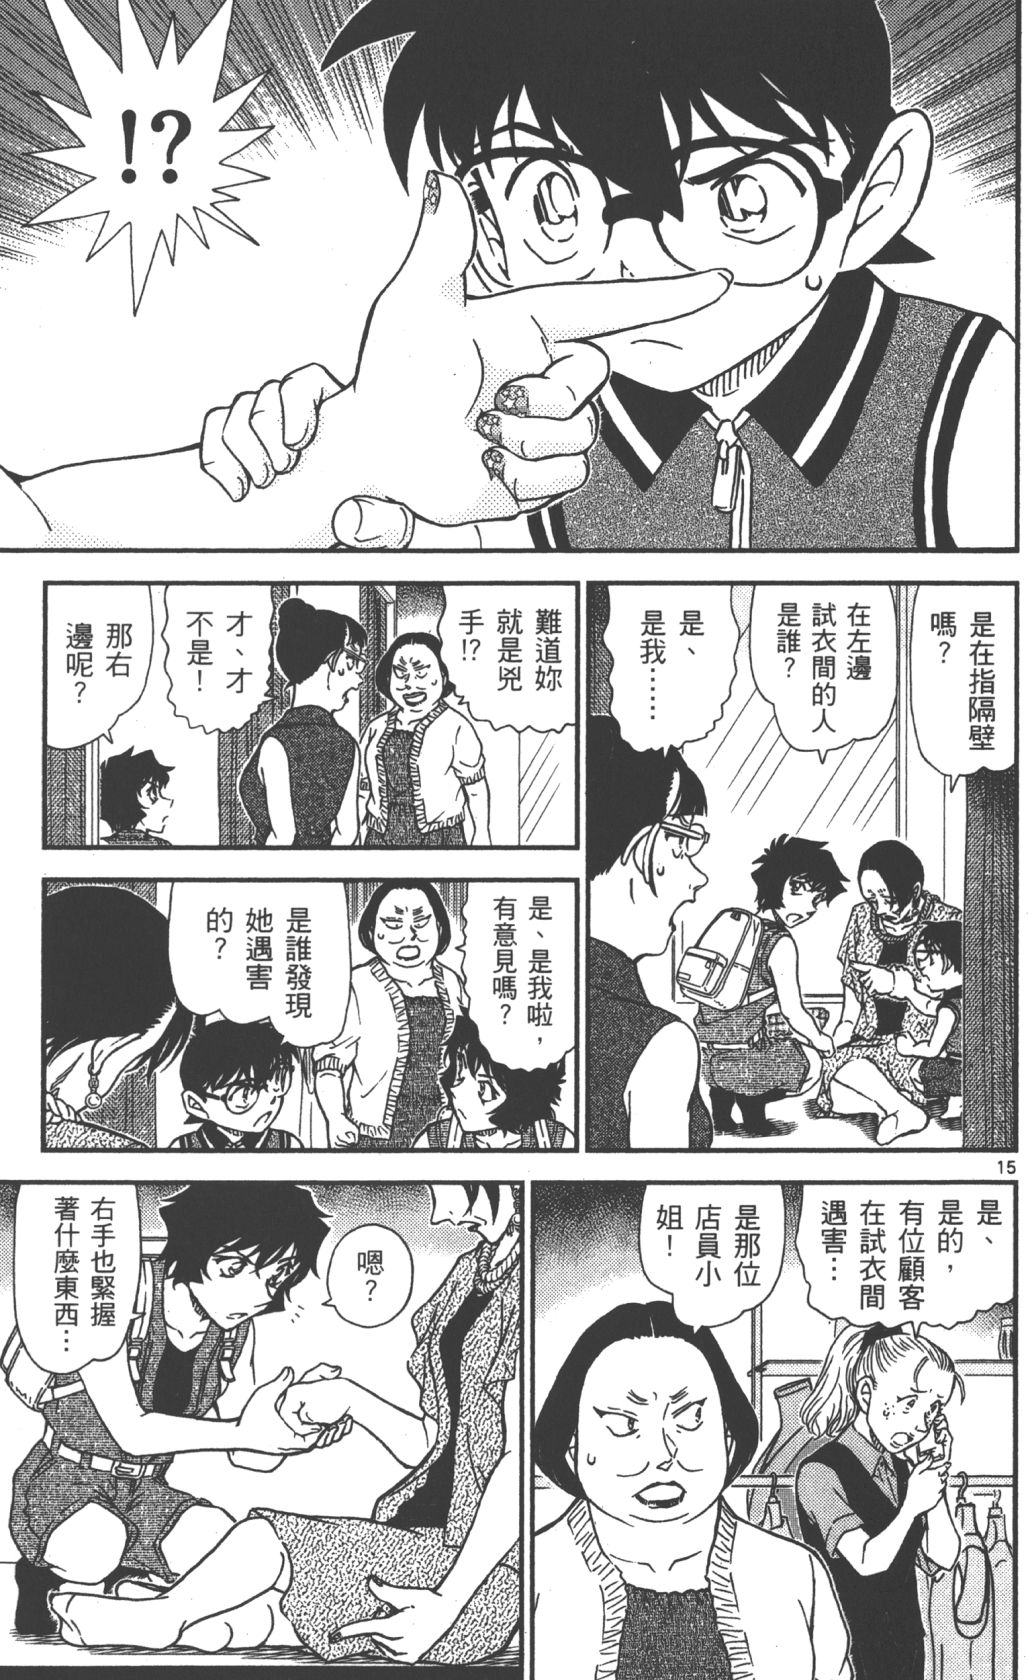 !?
是在指隔壁
嗎?
在左邊
試衣間的人
是誰?
是、
是我……
難道妳
就是兇
手!?
才、才
不是!
那右
邊呢?
是、是我啦,
有意見嗎?
是誰發現
她遇害
的?
15
是、
是的,
有位顧客
在試衣間
遇害…
是那位
店員小
姐!
嗯?
右手也緊握
著什麼東西…